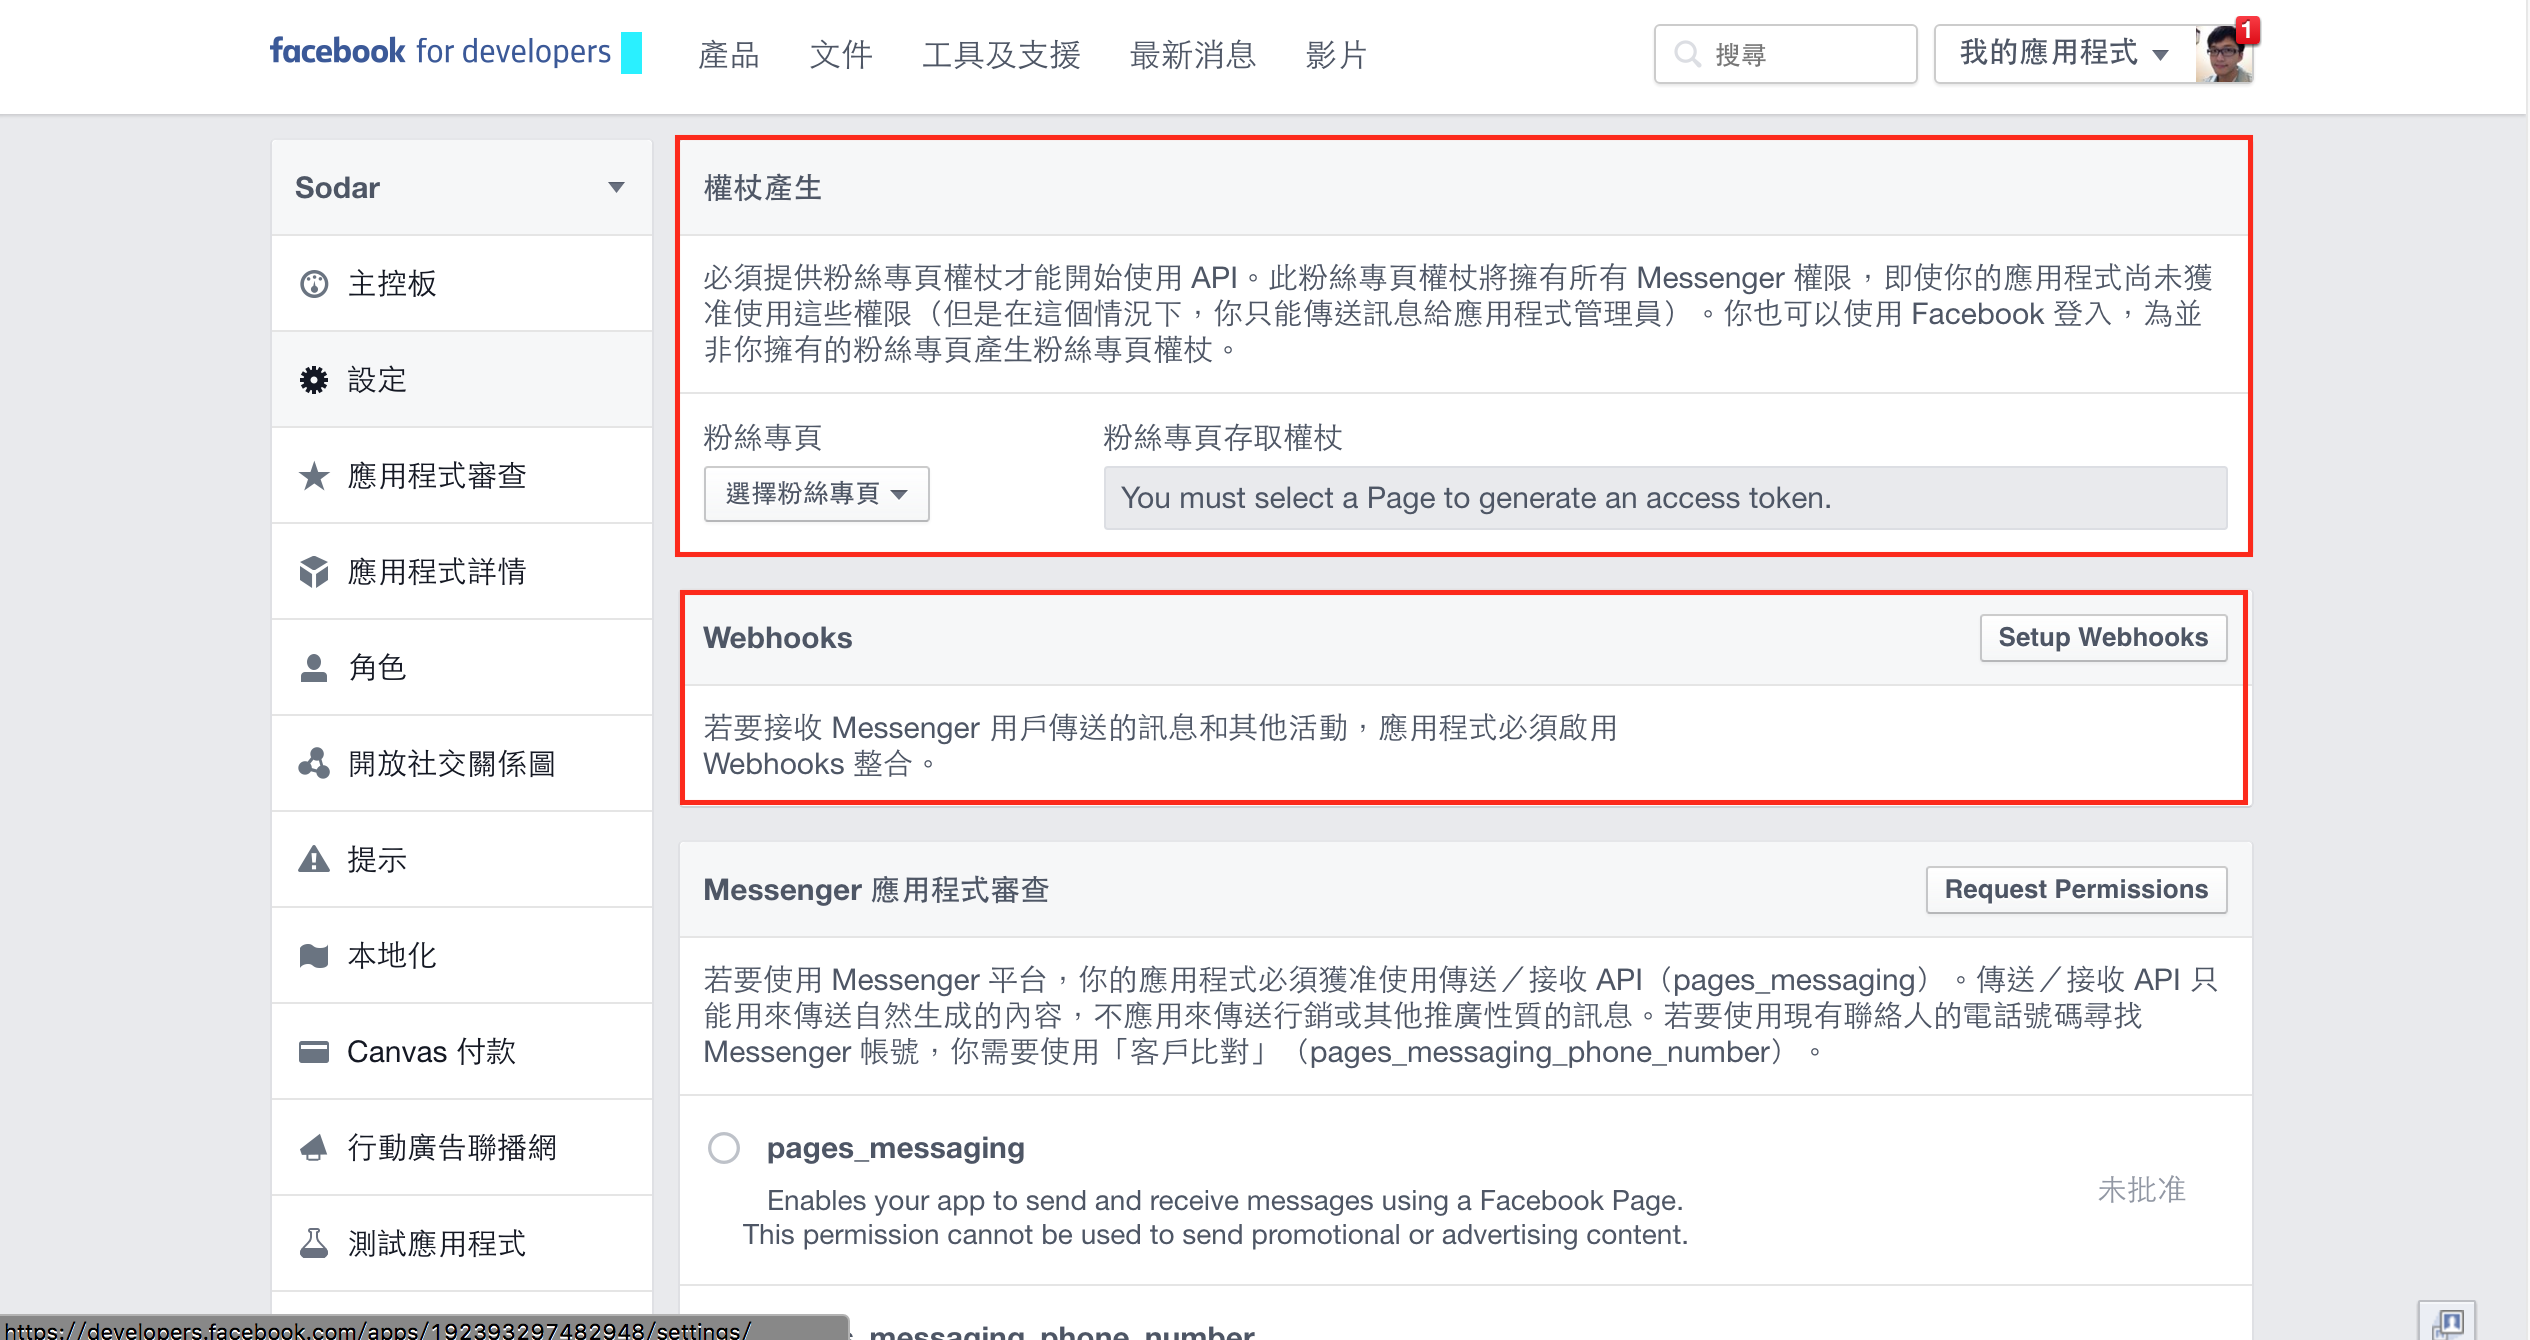 facebook for developers
產品 文件 工具及支援 最新消息 影片
搜尋
我的應用程式
1
Sodar
主控板
設定
應用程式審查
應用程式詳情
角色
開放社交關係圖
提示
本地化
Canvas 付款
行動廣告聯播網
測試應用程式
權杖產生
必須提供粉絲專頁權杖才能開始使用 API。此粉絲專頁權杖將擁有所有 Messenger 權限，即使你的應用程式尚未獲
准使用這些權限（但是在這個情況下，你只能傳送訊息給應用程式管理員）。你也可以使用 Facebook 登入，為並
非你擁有的粉絲專頁產生粉絲專頁權杖。
粉絲專頁
選擇粉絲專頁
粉絲專頁存取權杖
You must select a Page to generate an access token.
Webhooks
Setup Webhooks
若要接收 Messenger 用戶傳送的訊息和其他活動，應用程式必須啟用
Webhooks 整合。
Messenger 應用程式審查
Request Permissions
若要使用 Messenger 平台，你的應用程式必須獲准使用傳送／接收 API（pages_messaging）。傳送／接收 API 只
能用來傳送自然生成的內容，不應用來傳送行銷或其他推廣性質的訊息。若要使用現有聯絡人的電話號碼尋找
Messenger 帳號，你需要使用「客戶比對」（pages_messaging_phone_number）。
pages_messaging
Enables your app to send and receive messages using a Facebook Page.
This permission cannot be used to send promotional or advertising content.
未批准
messaging_phone_number
https://developers.facebook.com/apps/192393297482948/settings/